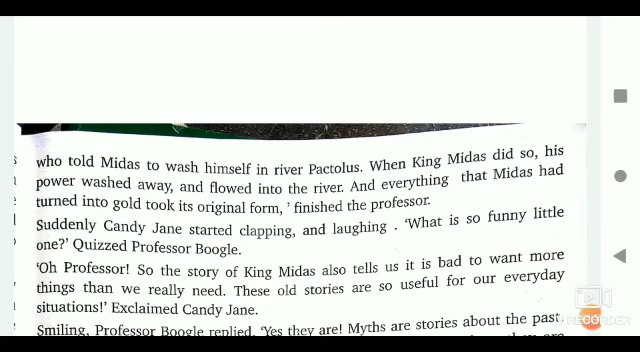 who told Midas to wash himself in river Pactolus. When King Midas did so, his
power washed away, and flowed into the river. And everything that Midas had
turned into gold took its original form, ' finished the professor.
Suddenly Candy Jane started clapping, and laughing . 'What is so funny little
one?' Quizzed Professor Boogle.
'Oh Professor! So the story of King Midas also tells us it is bad to want more
things than we really need. These old stories are so useful for our everyday
situations!' Exclaimed Candy Jane.
Smiling, Professor Boogle replied, 'Yes they are! Myths are stories about the past,
RECORDER